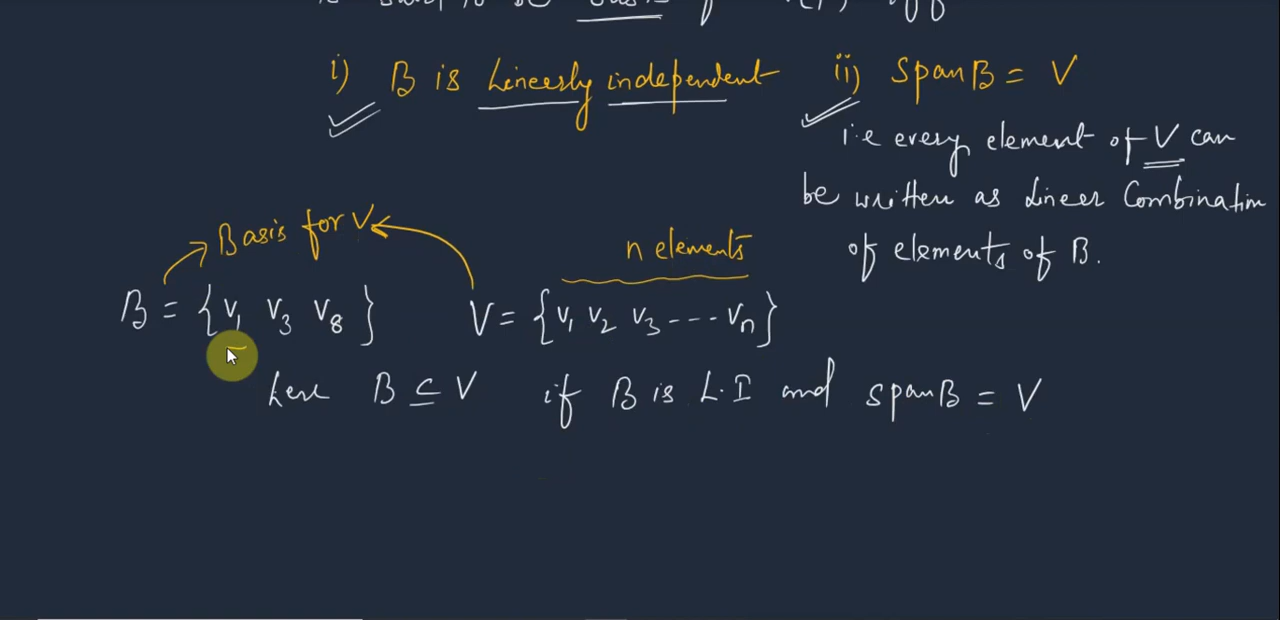 basis
i) B is Linearly independent ii) Span B = V
i.e every element of V can
be written as Linear Combination
of elements of B.
Basis for V
n elements
B = { v₁ v₃ v₈ } V = { v₁ v₂ v₃ --- vₙ }
here B ⊆ V if B is L.I and span B = V